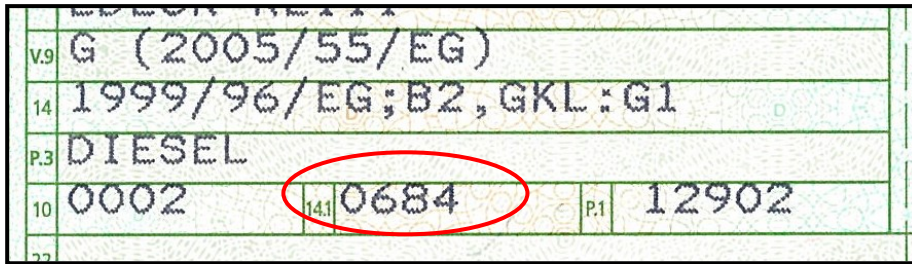 V.9 G (2005/55/EG)
14 1999/96/EG;B2,GKL:G1
P.3 DIESEL
10 0002 14.1 0684 P.1 12902